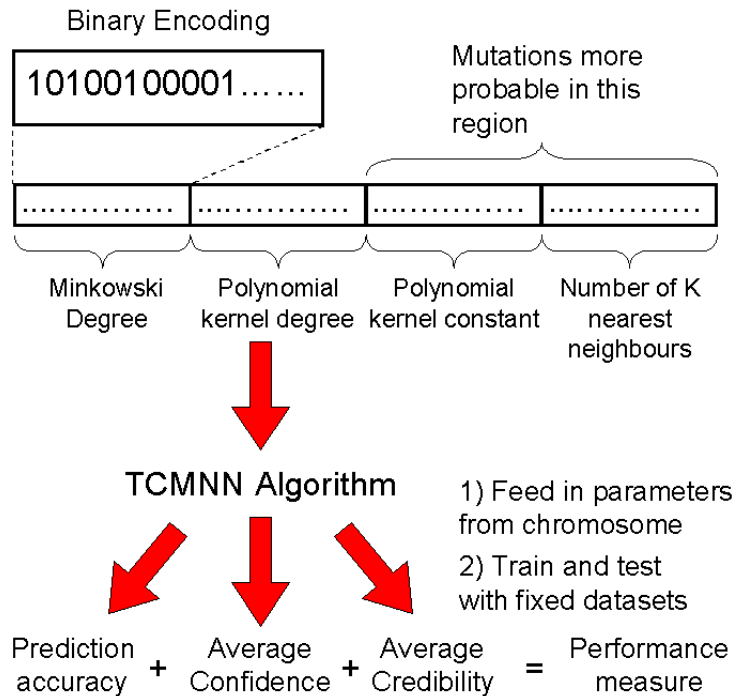 Binary Encoding
10100100001......
Mutations more
probable in this
region
............... ............... ............... ...............
Minkowski
Degree
Polynomial
kernel degree
Polynomial
kernel constant
Number of K
nearest
neighbours
TCMNN Algorithm
1) Feed in parameters
from chromosome
2) Train and test
with fixed datasets
Prediction
accuracy
+
Average
Confidence
+
Average
Credibility
=
Performance
measure